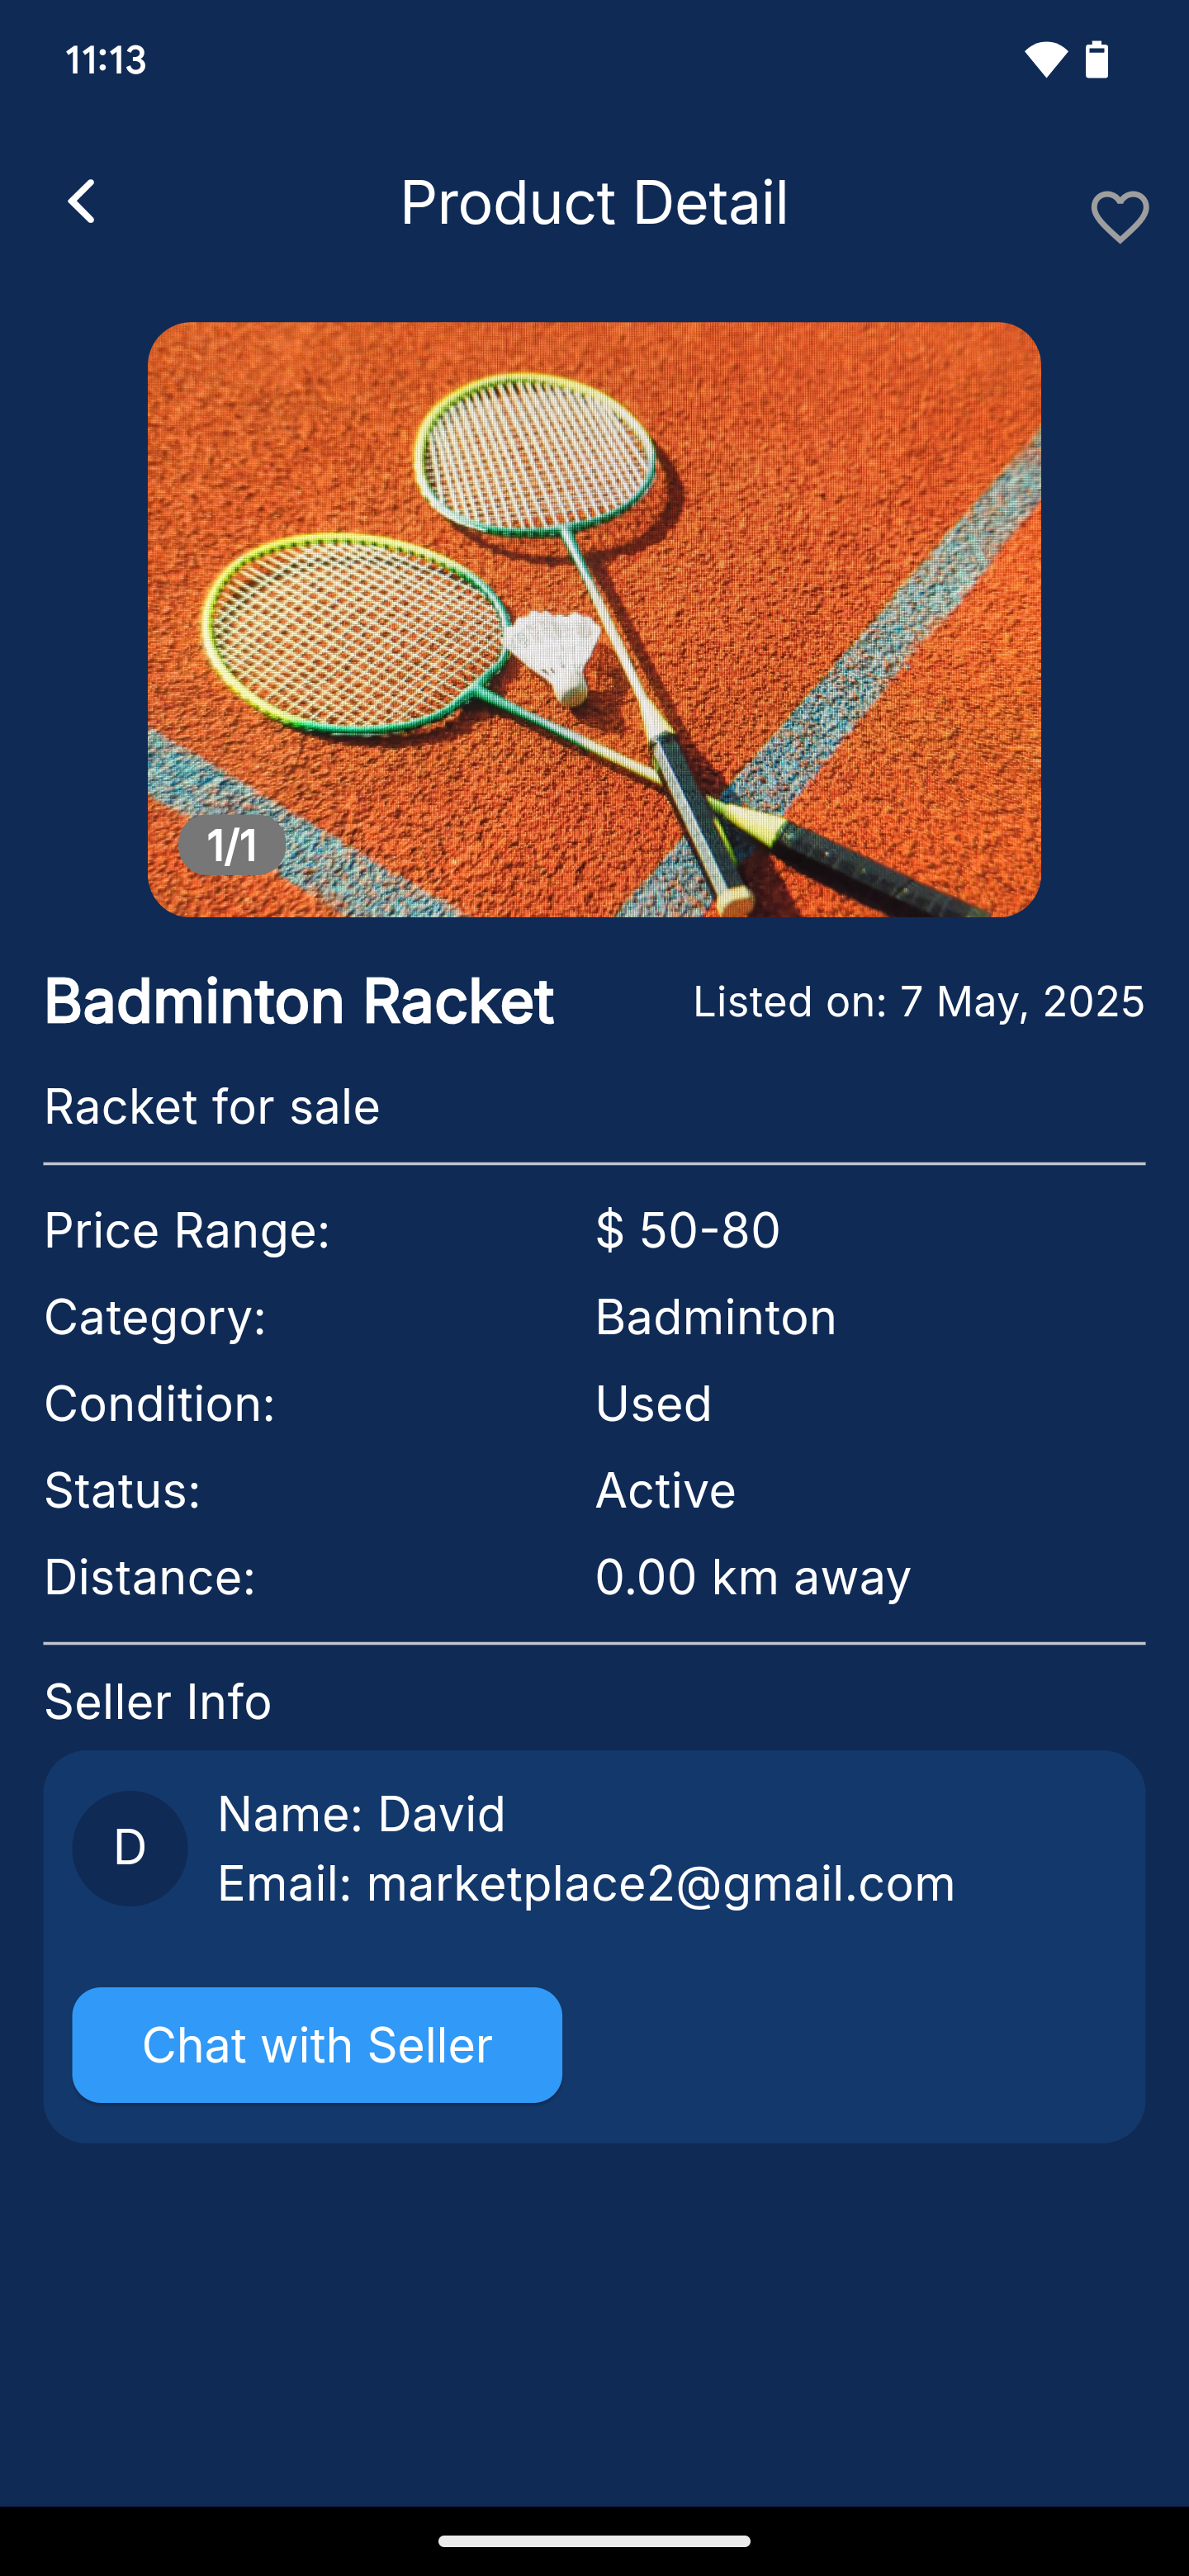 11:13
Product Detail
1/1
Badminton Racket
Listed on: 7 May, 2025
Racket for sale
Price Range: $ 50-80
Category: Badminton
Condition: Used
Status: Active
Distance: 0.00 km away
Seller Info
D
Name: David
Email: marketplace2@gmail.com
Chat with Seller